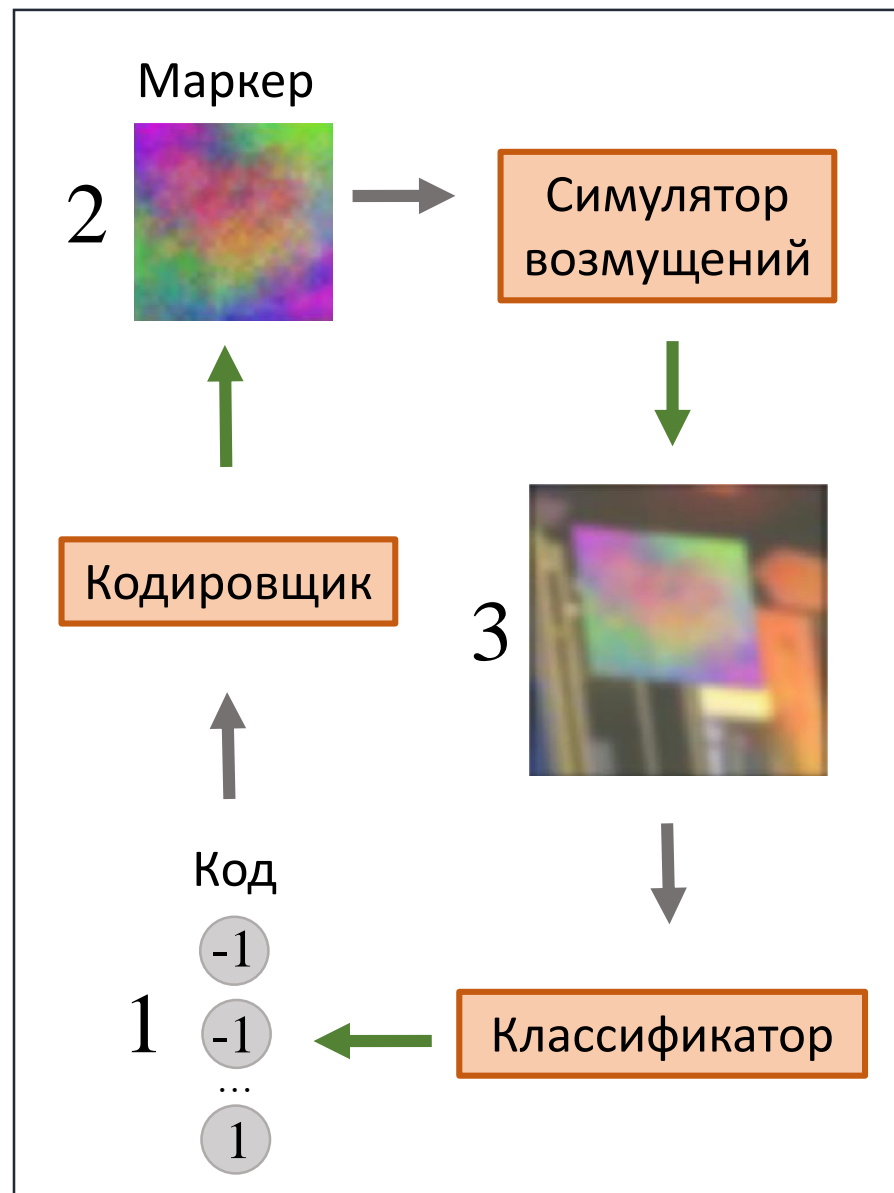 Маркер
2
Симулятор
возмущений
Кодировщик
3
Код
-1
1
-1
...
1
Классификатор